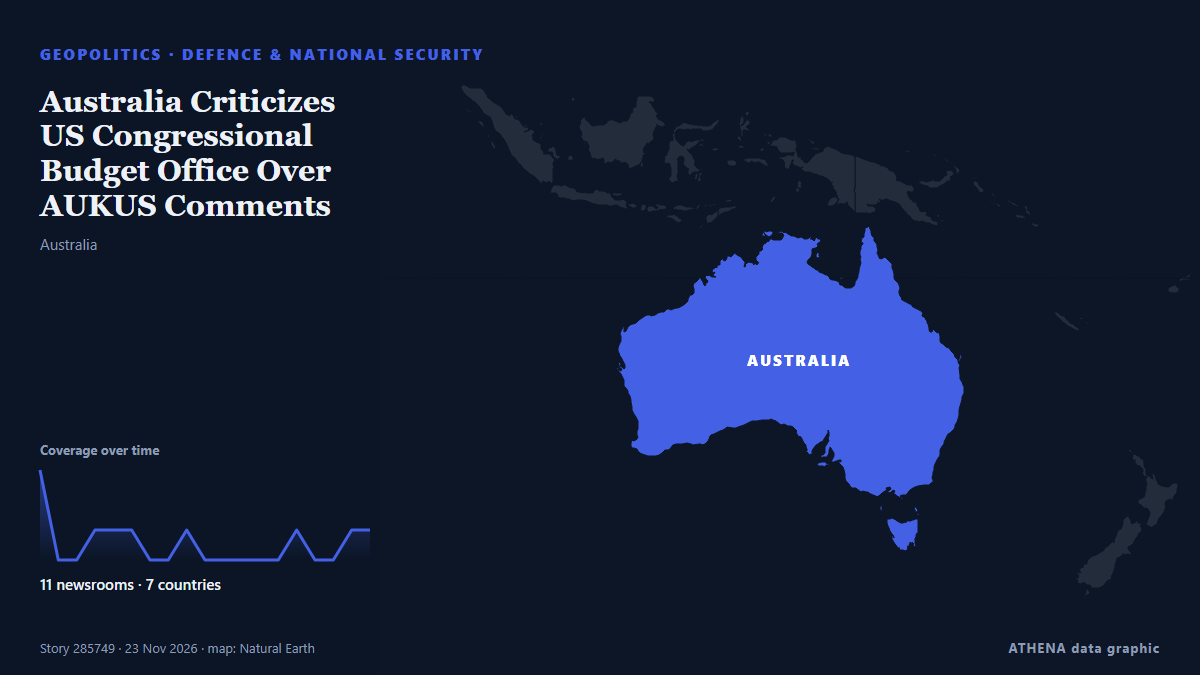 GEOPOLITICS · DEFENCE & NATIONAL SECURITY
Australia Criticizes
US Congressional
Budget Office Over
AUKUS Comments
Australia
AUSTRALIA
Coverage over time
11 newsrooms · 7 countries
Story 285749 · 23 Nov 2026 · map: Natural Earth
ATHENA data graphic